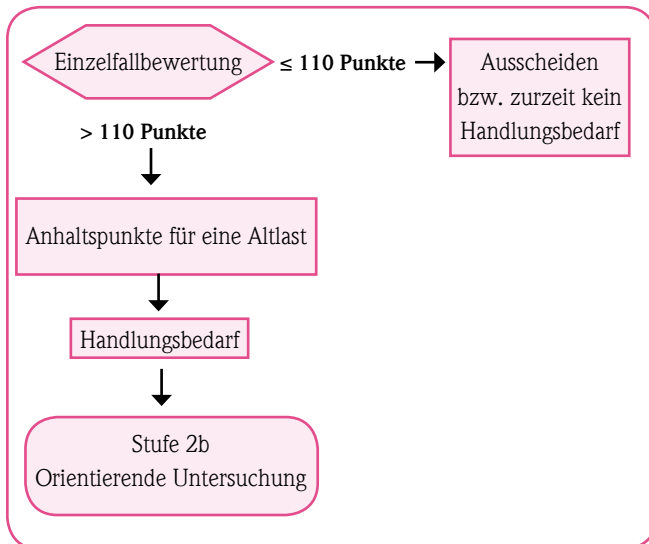 Einzelfallbewertung
≤ 110 Punkte
Ausscheiden
bzw. zurzeit kein
Handlungsbedarf
> 110 Punkte
Anhaltspunkte für eine Altlast
Handlungsbedarf
Stufe 2b
Orientierende Untersuchung